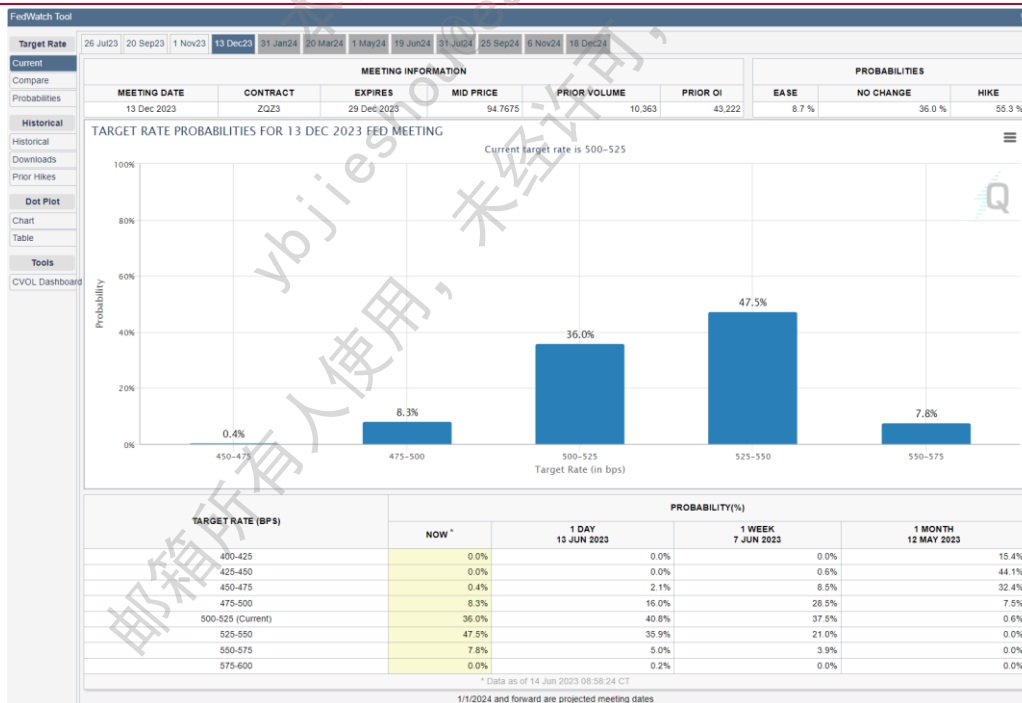 FedWatch Tool
Target Rate
Current
Compare
Probabilities
Historical
Historical
Downloads
Prior Hikes
Dot Plot
Chart
Table
Tools
CVOL Dashboard
26 Jul23 20 Sep23 1 Nov23 13 Dec23 31 Jan24 20 Mar24 1 May24 19 Jun24 31 Jul24 25 Sep24 6 Nov24 18 Dec24
MEETING INFORMATION PROBABILITIES
MEETING DATE CONTRACT EXPIRES MID PRICE PRIOR VOLUME PRIOR OI EASE NO CHANGE HIKE
13 Dec 2023 ZQZ3 29 Dec 2023 94.7675 10,363 43,222 8.7 % 36.0 % 55.3 %
TARGET RATE PROBABILITIES FOR 13 DEC 2023 FED MEETING
Current target rate is 500-525
Q
Probability
100%
80%
60%
40%
20%
0%
0.4% 8.3% 36.0% 47.5% 7.8%
450-475 475-500 500-525 525-550 550-575
Target Rate (in bps)
TARGET RATE (BPS) PROBABILITY(%)
NOW * 1 DAY 1 WEEK 1 MONTH
13 JUN 2023 7 JUN 2023 12 MAY 2023
400-425 0.0% 0.0% 0.0% 15.4%
425-450 0.0% 0.0% 0.6% 44.1%
450-475 0.4% 2.1% 8.5% 32.4%
475-500 8.3% 16.0% 28.5% 7.5%
500-525 (Current) 36.0% 40.8% 37.5% 0.6%
525-550 47.5% 35.9% 21.0% 0.0%
550-575 7.8% 5.0% 3.9% 0.0%
575-600 0.0% 0.2% 0.0% 0.0%
* Data as of 14 Jun 2023 08:58:24 CT
1/1/2024 and forward are projected meeting dates
ybjieshou@e
邮箱所有人使用，未经许可，